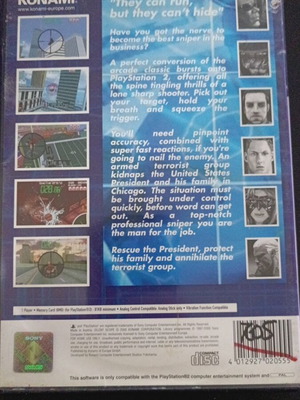 KONAMI
www.konami-europe.com
"They can run,
but they can't hide"
Have you got the nerve to
become the best sniper in the
business?
A perfect conversion of the
arcade classic bursts onto
PlayStation 2, offering all
the spine tingling thrills of a
lone sharp shooter. Pick out
your target, hold your
breath and squeeze the
trigger.
You'll need pinpoint
accuracy, combined with
super fast reactions, if you're
going to nail the enemy. An
armed terrorist group
kidnaps the United States
President and his family in
Chicago. The situation must
be brought under control
quickly, before word can get
out. As a top-notch
professional sniper you are
the man for the job.
Rescue the President, protect
his family and annihilate the
terrorist group.
SONY
disc
4 012927 020555
This software is only compatible with the PlayStation®2 computer entertainment system and